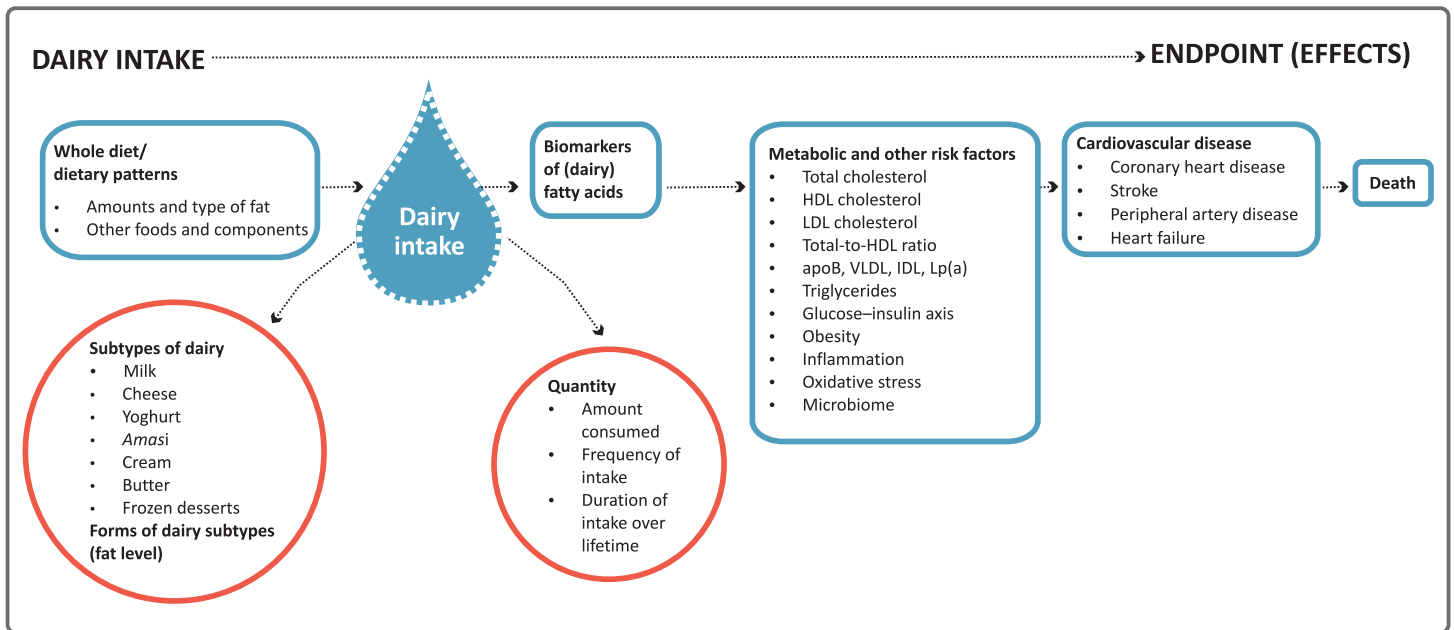 DAIRY INTAKE
ENDPOINT (EFFECTS)
Whole diet/
dietary patterns
• Amounts and type of fat
• Other foods and components
Dairy
intake
Biomarkers
of (dairy)
fatty acids
Metabolic and other risk factors
• Total cholesterol
• HDL cholesterol
• LDL cholesterol
• Total-to-HDL ratio
• apoB, VLDL, IDL, Lp(a)
• Triglycerides
• Glucose–insulin axis
• Obesity
• Inflammation
• Oxidative stress
• Microbiome
Cardiovascular disease
• Coronary heart disease
• Stroke
• Peripheral artery disease
• Heart failure
Death
Subtypes of dairy
• Milk
• Cheese
• Yoghurt
• Amasi
• Cream
• Butter
• Frozen desserts
Forms of dairy subtypes
(fat level)
Quantity
• Amount
consumed
• Frequency of
intake
• Duration of
intake over
lifetime